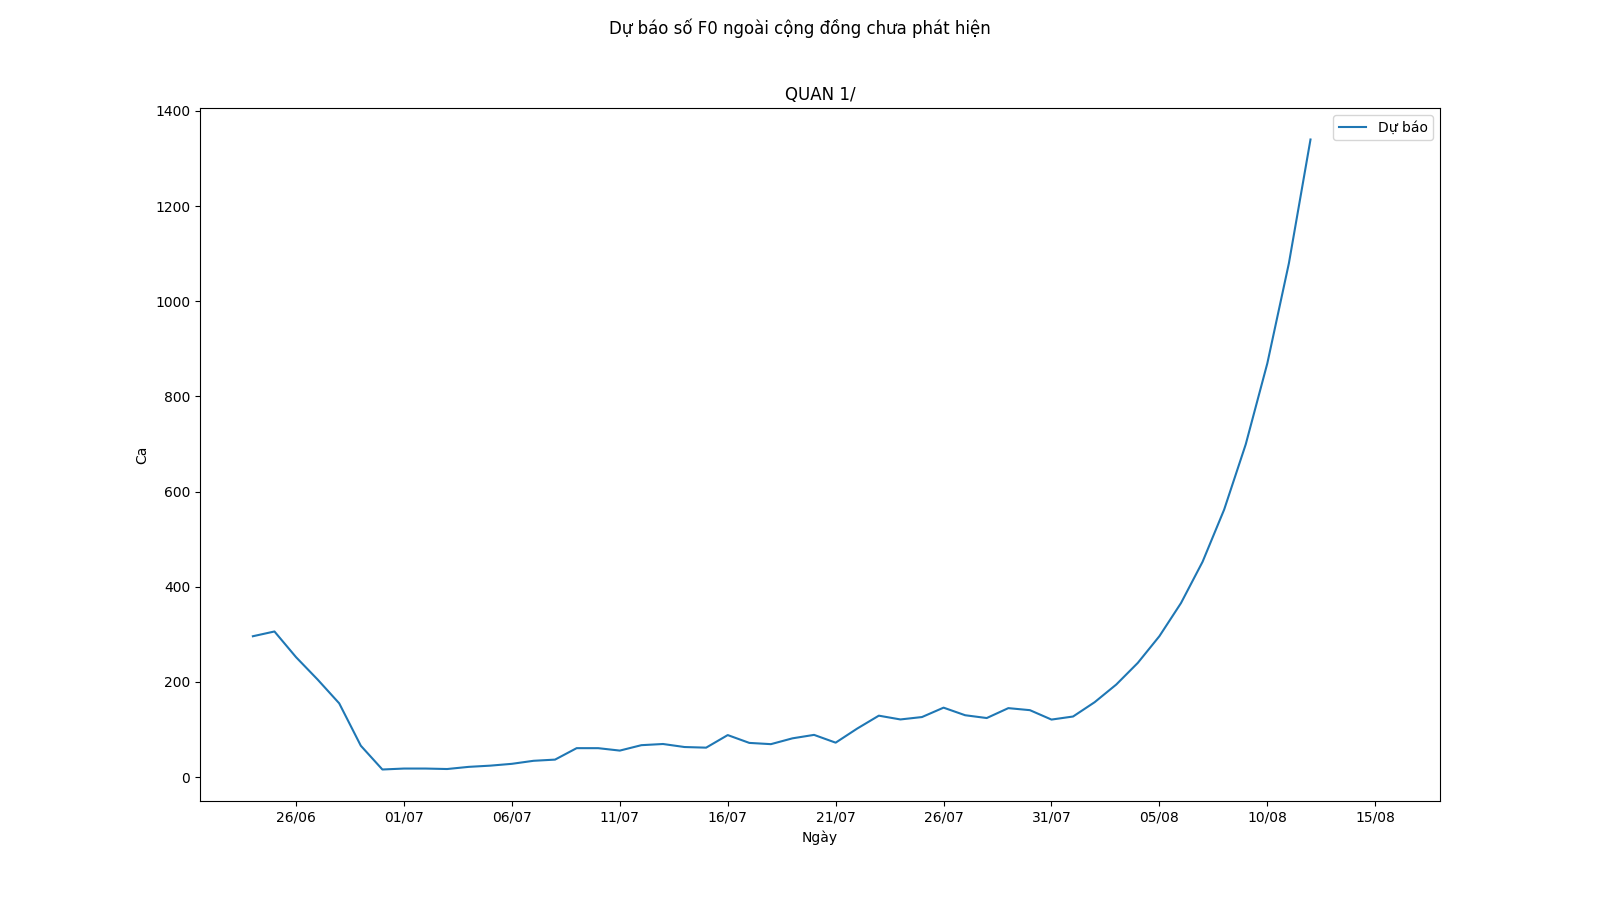 Dự báo số F0 ngoài cộng đồng chưa phát hiện
QUAN 1/
Dự báo
1400
1200
1000
800
600
400
200
0
Ca
26/06 01/07 06/07 11/07 16/07 21/07 26/07 31/07 05/08 10/08 15/08
Ngày